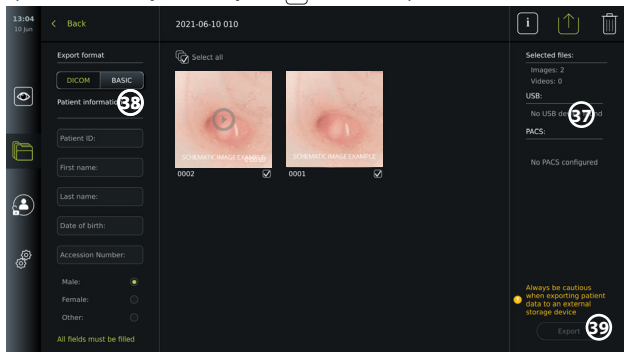 13:04
10 Jun
Back
2021-06-10 010
i
Export format
DICOM
BASIC
Patient information
38
Patient ID:
First name:
Last name:
Date of birth:
Accession Number:
Male:
Female:
Other:
All fields must be filled
Select all
SCHEMATIC IMAGE EXAMPLE
0002
SCHEMATIC IMAGE EXAMPLE
0001
Selected files:
Images: 2
Videos: 0
USB:
No USB
37
PACS:
No PACS configured
Always be cautious
when exporting patient
data to an external
storage device
Export
39